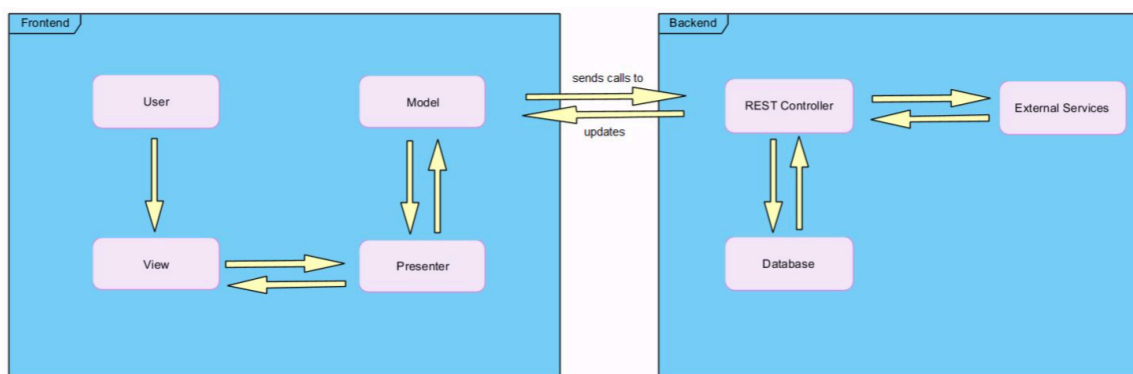 Frontend
Backend
User
Model
sends calls to
updates
REST Controller
External Services
View
Presenter
Database